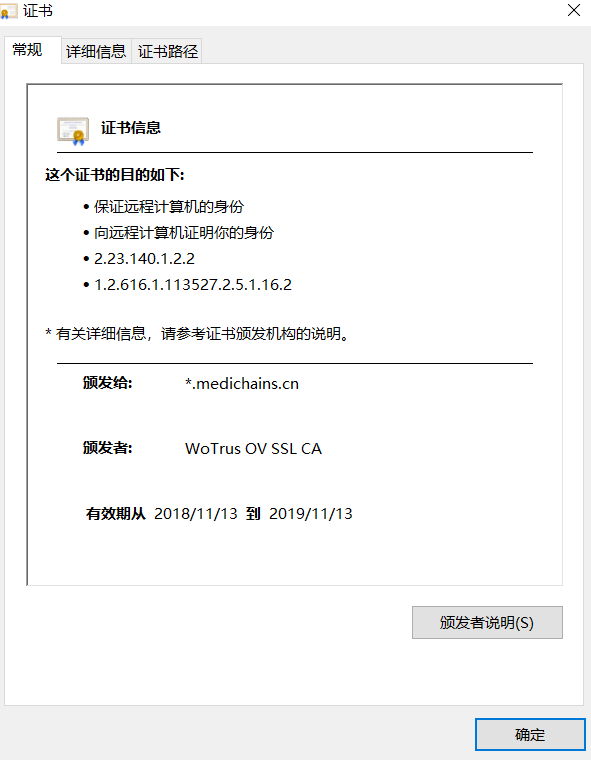 证书
常规 详细信息 证书路径
证书信息
这个证书的目的如下:
• 保证远程计算机的身份
• 向远程计算机证明你的身份
• 2.23.140.1.2.2
• 1.2.616.1.113527.2.5.1.16.2
* 有关详细信息，请参考证书颁发机构的说明。
颁发给: *.medichains.cn
颁发者: WoTrus OV SSL CA
有效期从 2018/11/13 到 2019/11/13
颁发者说明(S)
确定